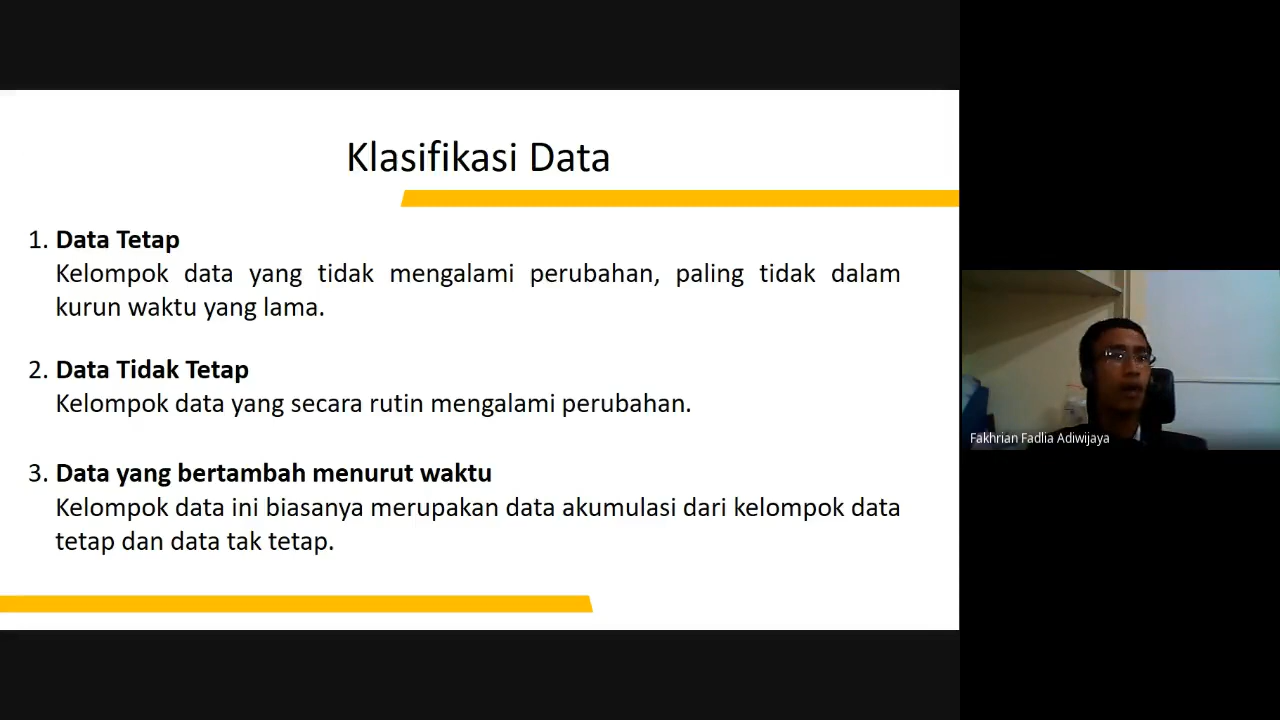 Klasifikasi Data
1. Data Tetap
Kelompok data yang tidak mengalami perubahan, paling tidak dalam
kurun waktu yang lama.
2. Data Tidak Tetap
Kelompok data yang secara rutin mengalami perubahan.
3. Data yang bertambah menurut waktu
Kelompok data ini biasanya merupakan data akumulasi dari kelompok data
tetap dan data tak tetap.
Fakhrian Fadlia Adiwijaya